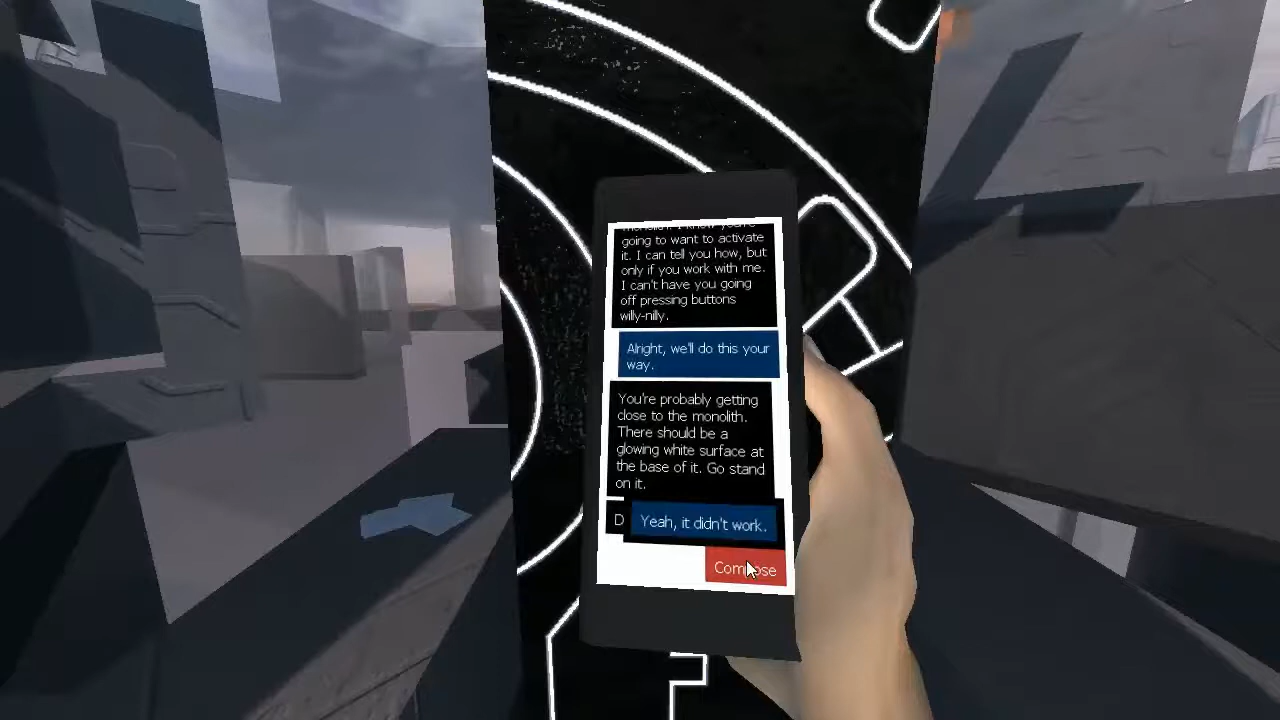 going to want to activate
it. I can tell you how, but
only if you work with me.
I can't have you going
off pressing buttons
willy-nilly.
Alright, we'll do this your
way.
You're probably getting
close to the monolith.
There should be a
glowing white surface at
the base of it. Go stand
on it.
D
Yeah, it didn't work.
Compose